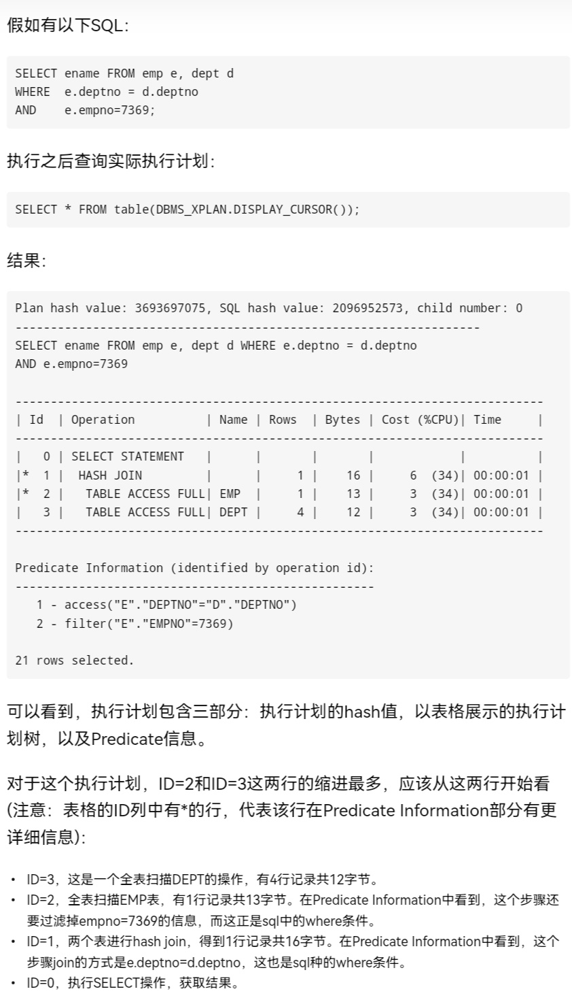 假如有以下SQL：
SELECT ename FROM emp e, dept d
WHERE  e.deptno = d.deptno
AND    e.empno=7369;
执行之后查询实际执行计划：
SELECT * FROM table(DBMS_XPLAN.DISPLAY_CURSOR());
结果：
Plan hash value: 3693697075, SQL hash value: 2096952573, child number: 0
------------------------------------------------------------------
SELECT ename FROM emp e, dept d WHERE e.deptno = d.deptno
AND e.empno=7369
---------------------------------------------------------------------------
| Id  | Operation          | Name | Rows  | Bytes | Cost (%CPU)| Time     |
---------------------------------------------------------------------------
|   0 | SELECT STATEMENT   |      |       |       |            |          |
|*  1 |  HASH JOIN         |      |     1 |    16 |     6  (34)| 00:00:01 |
|*  2 |   TABLE ACCESS FULL| EMP  |     1 |    13 |     3  (34)| 00:00:01 |
|   3 |   TABLE ACCESS FULL| DEPT |     4 |    12 |     3  (34)| 00:00:01 |
---------------------------------------------------------------------------
Predicate Information (identified by operation id):
---------------------------------------------------
   1 - access("E"."DEPTNO"="D"."DEPTNO")
   2 - filter("E"."EMPNO"=7369)
21 rows selected.
可以看到，执行计划包含三部分：执行计划的hash值，以表格展示的执行计
划树，以及Predicate信息。
对于这个执行计划，ID=2和ID=3这两行的缩进最多，应该从这两行开始看
(注意：表格的ID列中有*的行，代表该行在Predicate Information部分有更
详细信息)：
• ID=3，这是一个全表扫描DEPT的操作，有4行记录共12字节。
• ID=2，全表扫描EMP表，有1行记录共13字节。在Predicate Information中看到，这个步骤还
要过滤掉empno=7369的信息，而这正是sql中的where条件。
• ID=1，两个表进行hash join，得到1行记录共16字节。在Predicate Information中看到，这个
步骤join的方式是e.deptno=d.deptno，这也是sql种的where条件。
• ID=0，执行SELECT操作，获取结果。